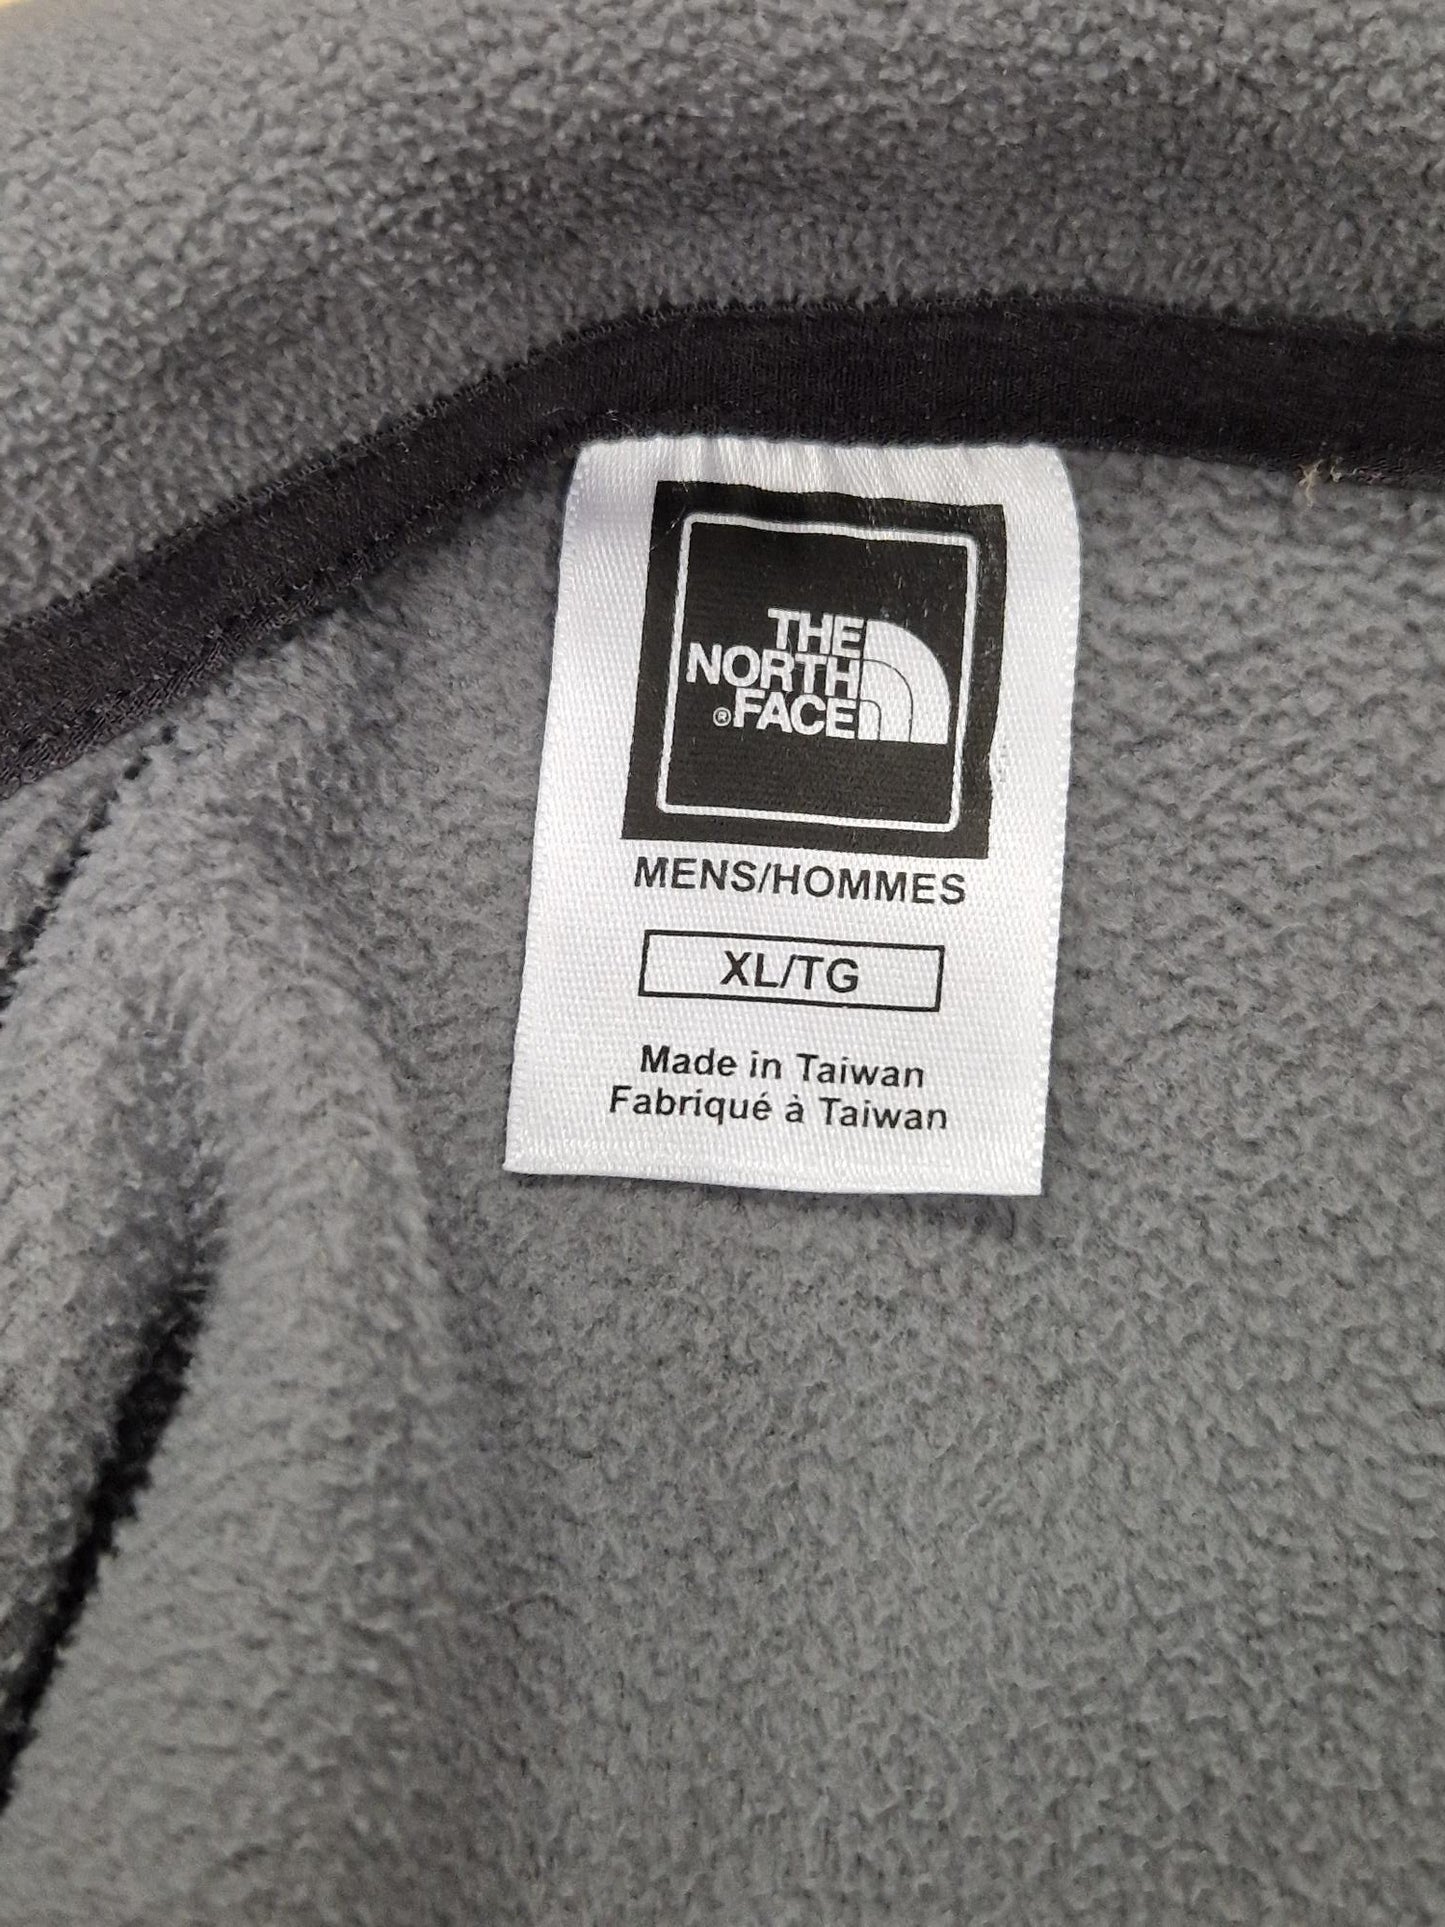 THE
NORTH
®FACE
MENS/HOMMES
XL/TG
Made in Taiwan
Fabriqué à Taiwan